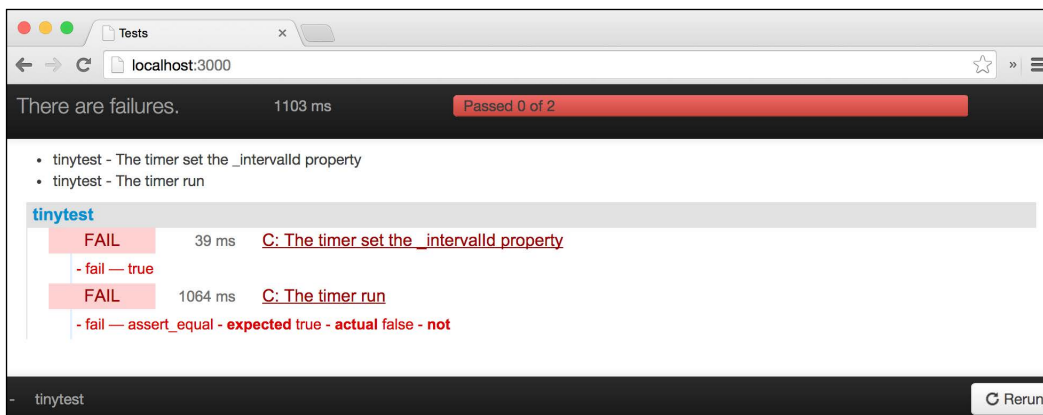 Tests
localhost:3000
There are failures. 1103 ms Passed 0 of 2
• tinytest - The timer set the _intervalId property
• tinytest - The timer run
tinytest
FAIL 39 ms C: The timer set the _intervalId property
- fail — true
FAIL 1064 ms C: The timer run
- fail — assert_equal - expected true - actual false - not
- tinytest Rerun